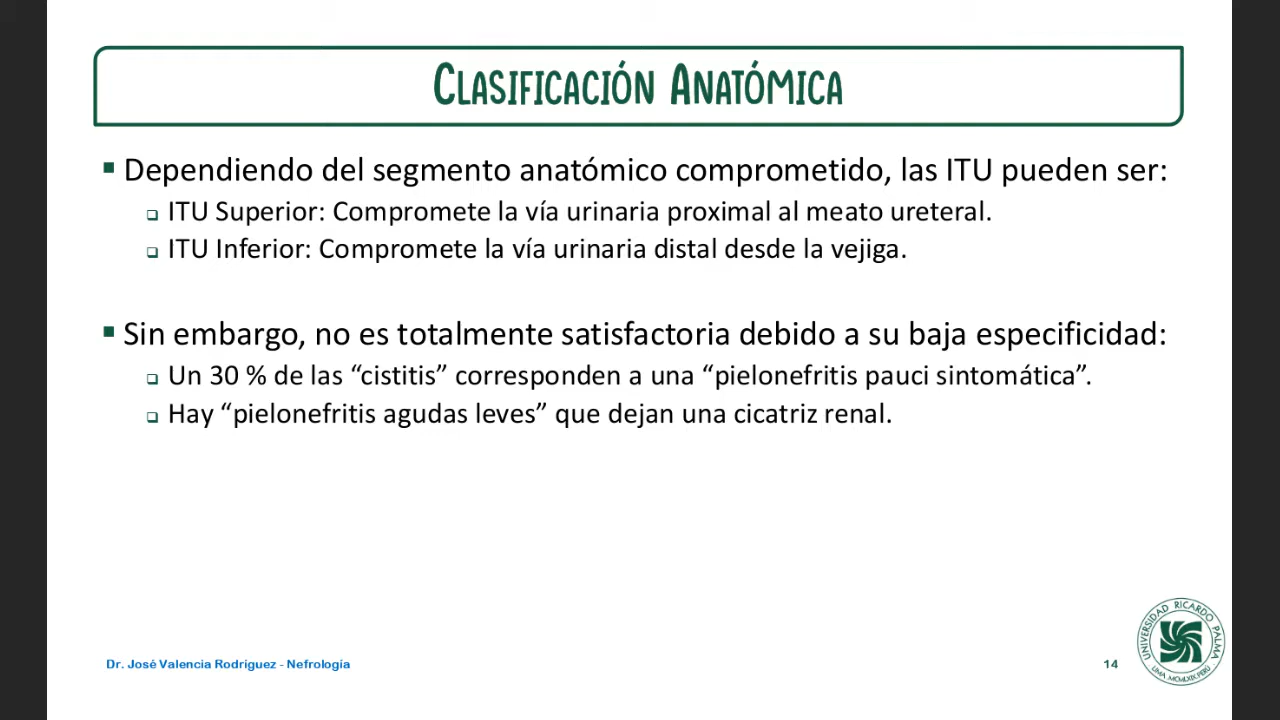 CLASIFICACIÓN ANATÓMICA
▪ Dependiendo del segmento anatómico comprometido, las ITU pueden ser:
❑ ITU Superior: Compromete la vía urinaria proximal al meato ureteral.
❑ ITU Inferior: Compromete la vía urinaria distal desde la vejiga.
▪ Sin embargo, no es totalmente satisfactoria debido a su baja especificidad:
❑ Un 30 % de las “cistitis” corresponden a una “pielonefritis pauci sintomática”.
❑ Hay “pielonefritis agudas leves” que dejan una cicatriz renal.
Dr. José Valencia Rodríguez - Nefrología
14
UNIVERSIDAD RICARDO PALMA
LIMA
PERÚ